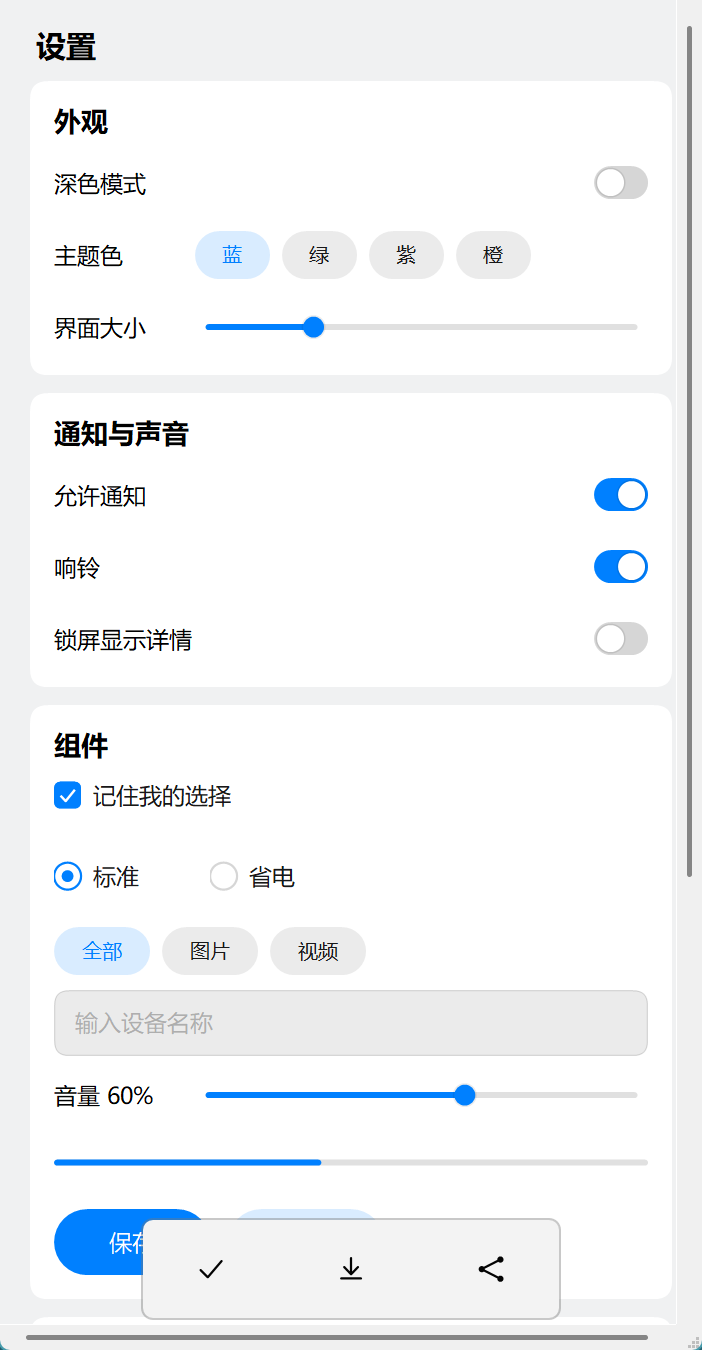 设置
外观
深色模式
主题色 蓝 绿 紫 橙
界面大小
通知与声音
允许通知
响铃
锁屏显示详情
组件
记住我的选择
标准 省电
全部 图片 视频
输入设备名称
音量 60%
保存